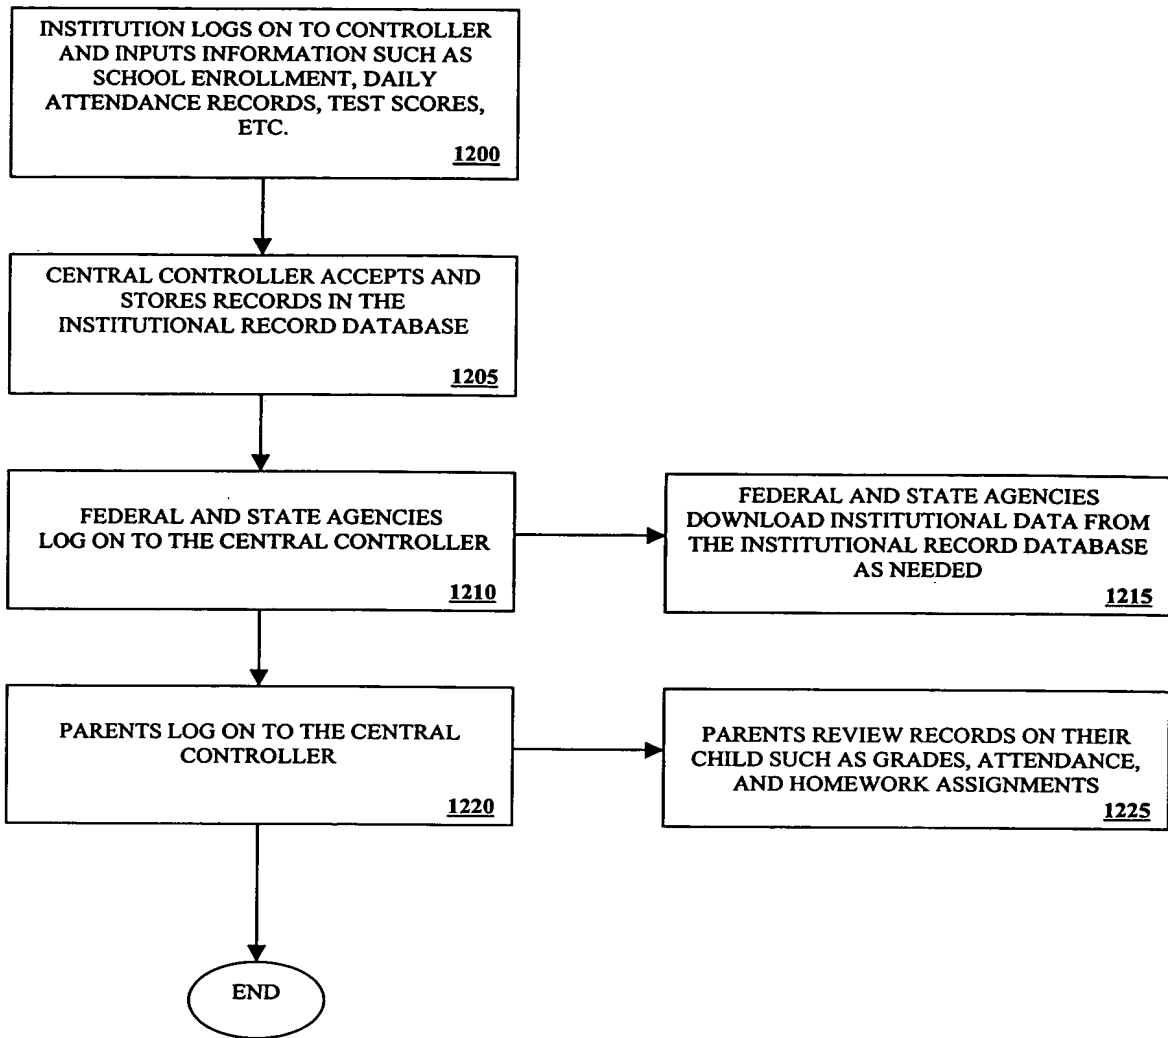 INSTITUTION LOGS ON TO CONTROLLER
AND INPUTS INFORMATION SUCH AS
SCHOOL ENROLLMENT, DAILY
ATTENDANCE RECORDS, TEST SCORES,
ETC.
1200
CENTRAL CONTROLLER ACCEPTS AND
STORES RECORDS IN THE
INSTITUTIONAL RECORD DATABASE
1205
FEDERAL AND STATE AGENCIES
LOG ON TO THE CENTRAL CONTROLLER
1210
FEDERAL AND STATE AGENCIES
DOWNLOAD INSTITUTIONAL DATA FROM
THE INSTITUTIONAL RECORD DATABASE
AS NEEDED
1215
PARENTS LOG ON TO THE CENTRAL
CONTROLLER
1220
PARENTS REVIEW RECORDS ON THEIR
CHILD SUCH AS GRADES, ATTENDANCE,
AND HOMEWORK ASSIGNMENTS
1225
END